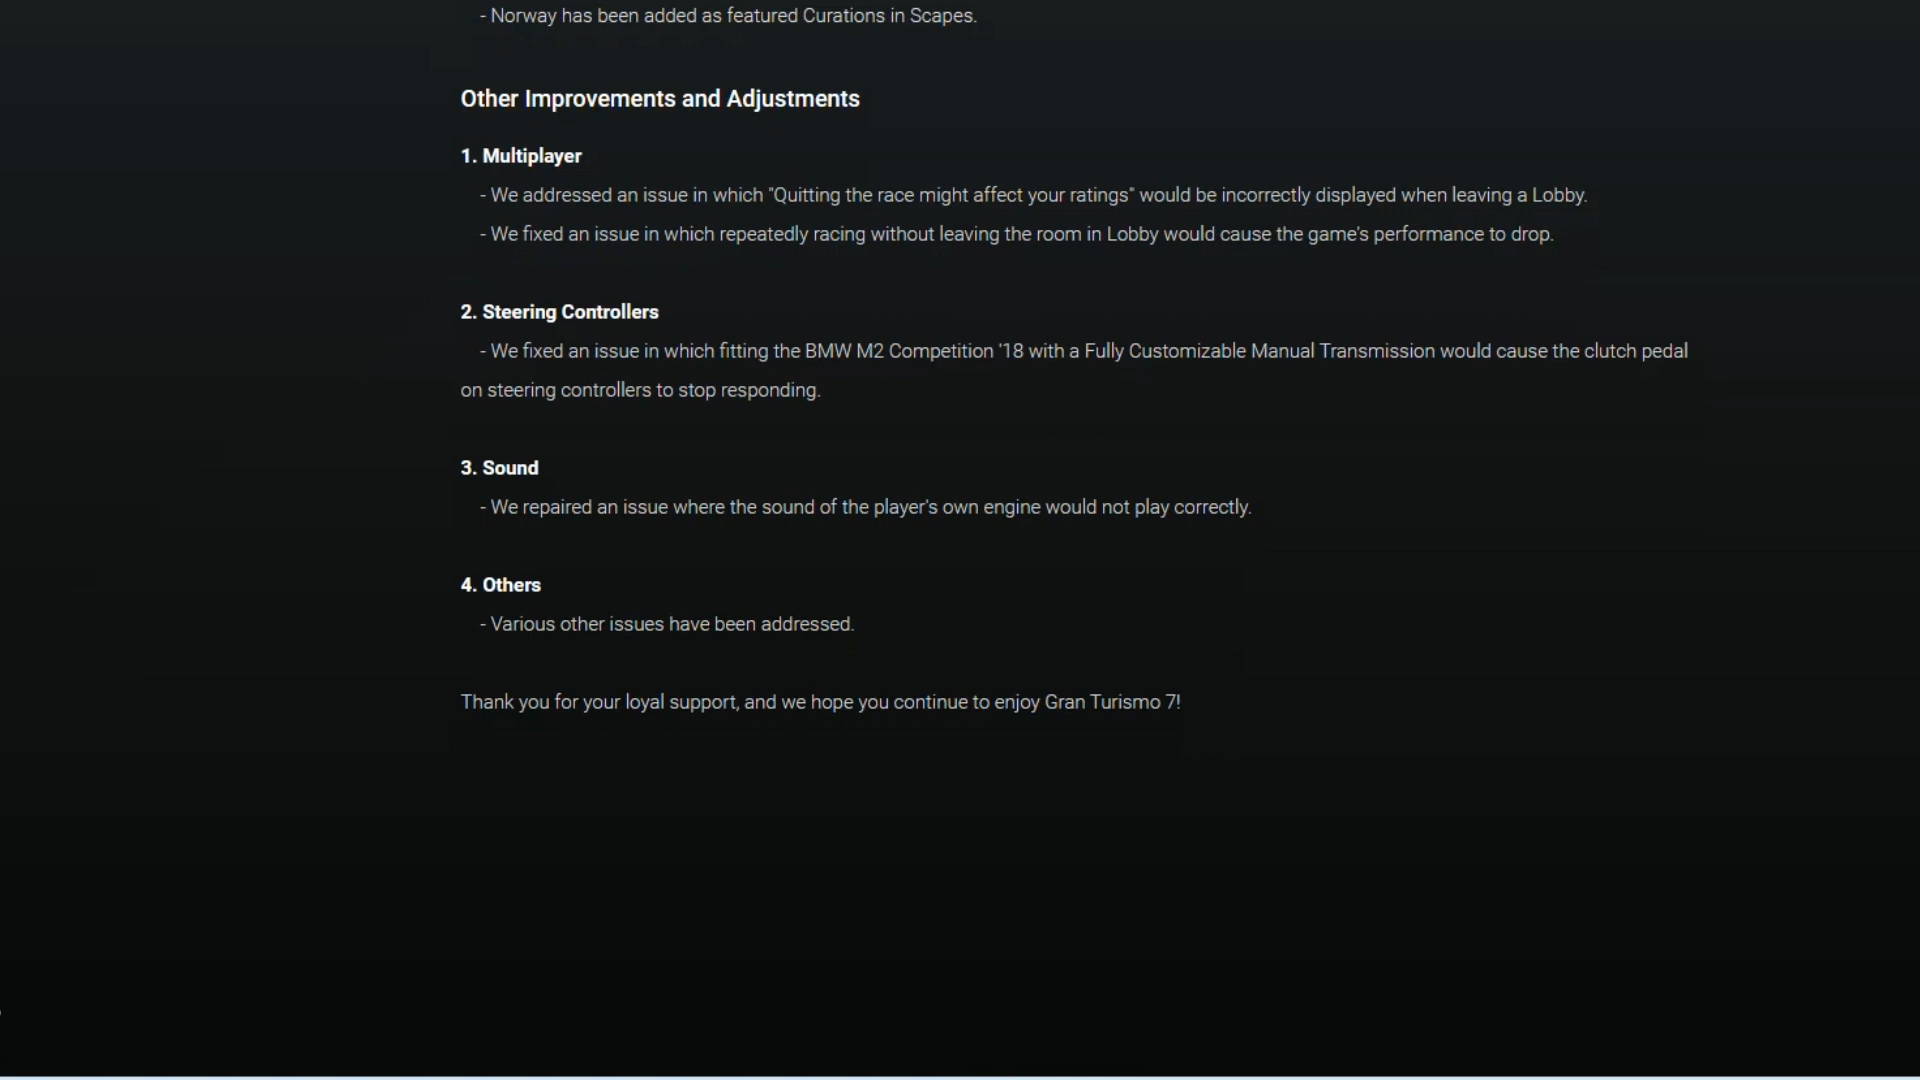 - Norway has been added as featured Curations in Scapes.
Other Improvements and Adjustments
1. Multiplayer
- We addressed an issue in which "Quitting the race might affect your ratings" would be incorrectly displayed when leaving a Lobby.
- We fixed an issue in which repeatedly racing without leaving the room in Lobby would cause the game's performance to drop.
2. Steering Controllers
- We fixed an issue in which fitting the BMW M2 Competition '18 with a Fully Customizable Manual Transmission would cause the clutch pedal
on steering controllers to stop responding.
3. Sound
- We repaired an issue where the sound of the player's own engine would not play correctly.
4. Others
- Various other issues have been addressed.
Thank you for your loyal support, and we hope you continue to enjoy Gran Turismo 7!